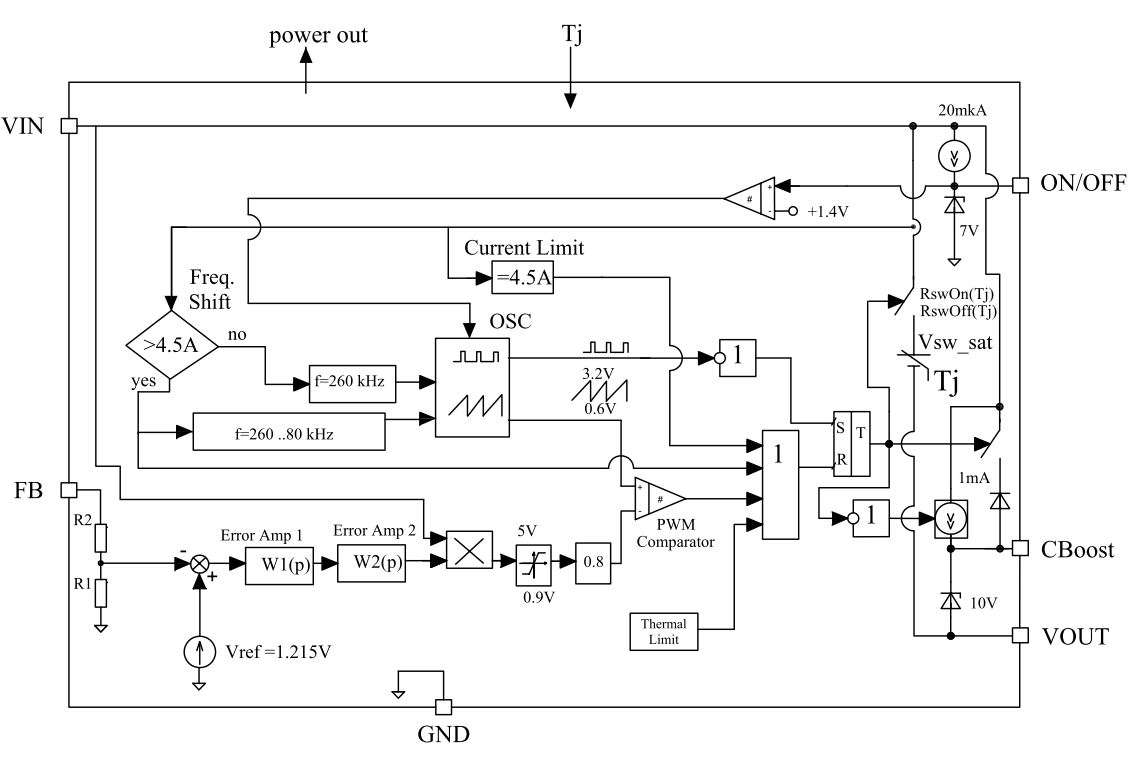 power out
Tj
VIN
20mkA
ON/OFF
+
#
-
+1.4V
7V
Current Limit
=4.5A
Freq.
Shift
RswOn(Tj)
RswOff(Tj)
OSC
>4.5A
no
Vsw_sat
1
yes
f=260 kHz
3.2V
0.6V
Tj
f=260 ..80 kHz
S
T
1
R
FB
1mA
+
#
-
R2
PWM
Comparator
1
Error Amp 1
Error Amp 2
5V
CBoost
-
+
W1(p)
W2(p)
0.8
R1
0.9V
10V
Thermal
Limit
VOUT
Vref =1.215V
GND